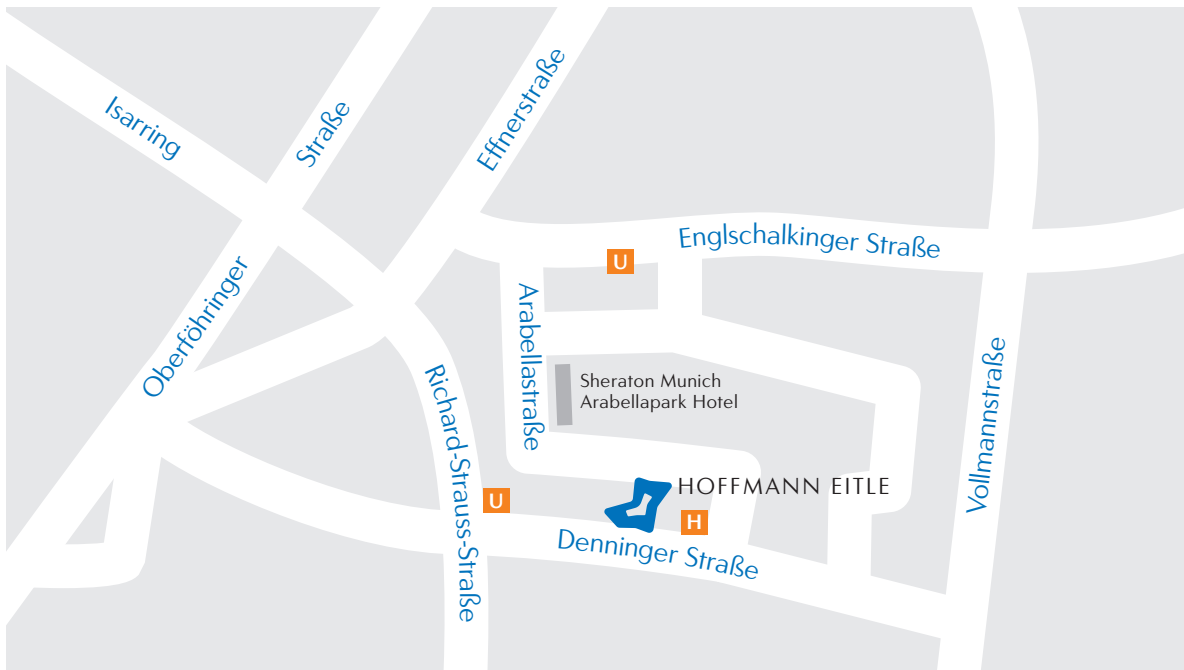 Isarring
Oberföhringer Straße
Effnerstraße
Englschalkinger Straße
U
Arabellastraße
Sheraton Munich
Arabellapark Hotel
Richard-Strauss-Straße
Vollmannstraße
HOFFMANN EITLE
U
H
Denninger Straße